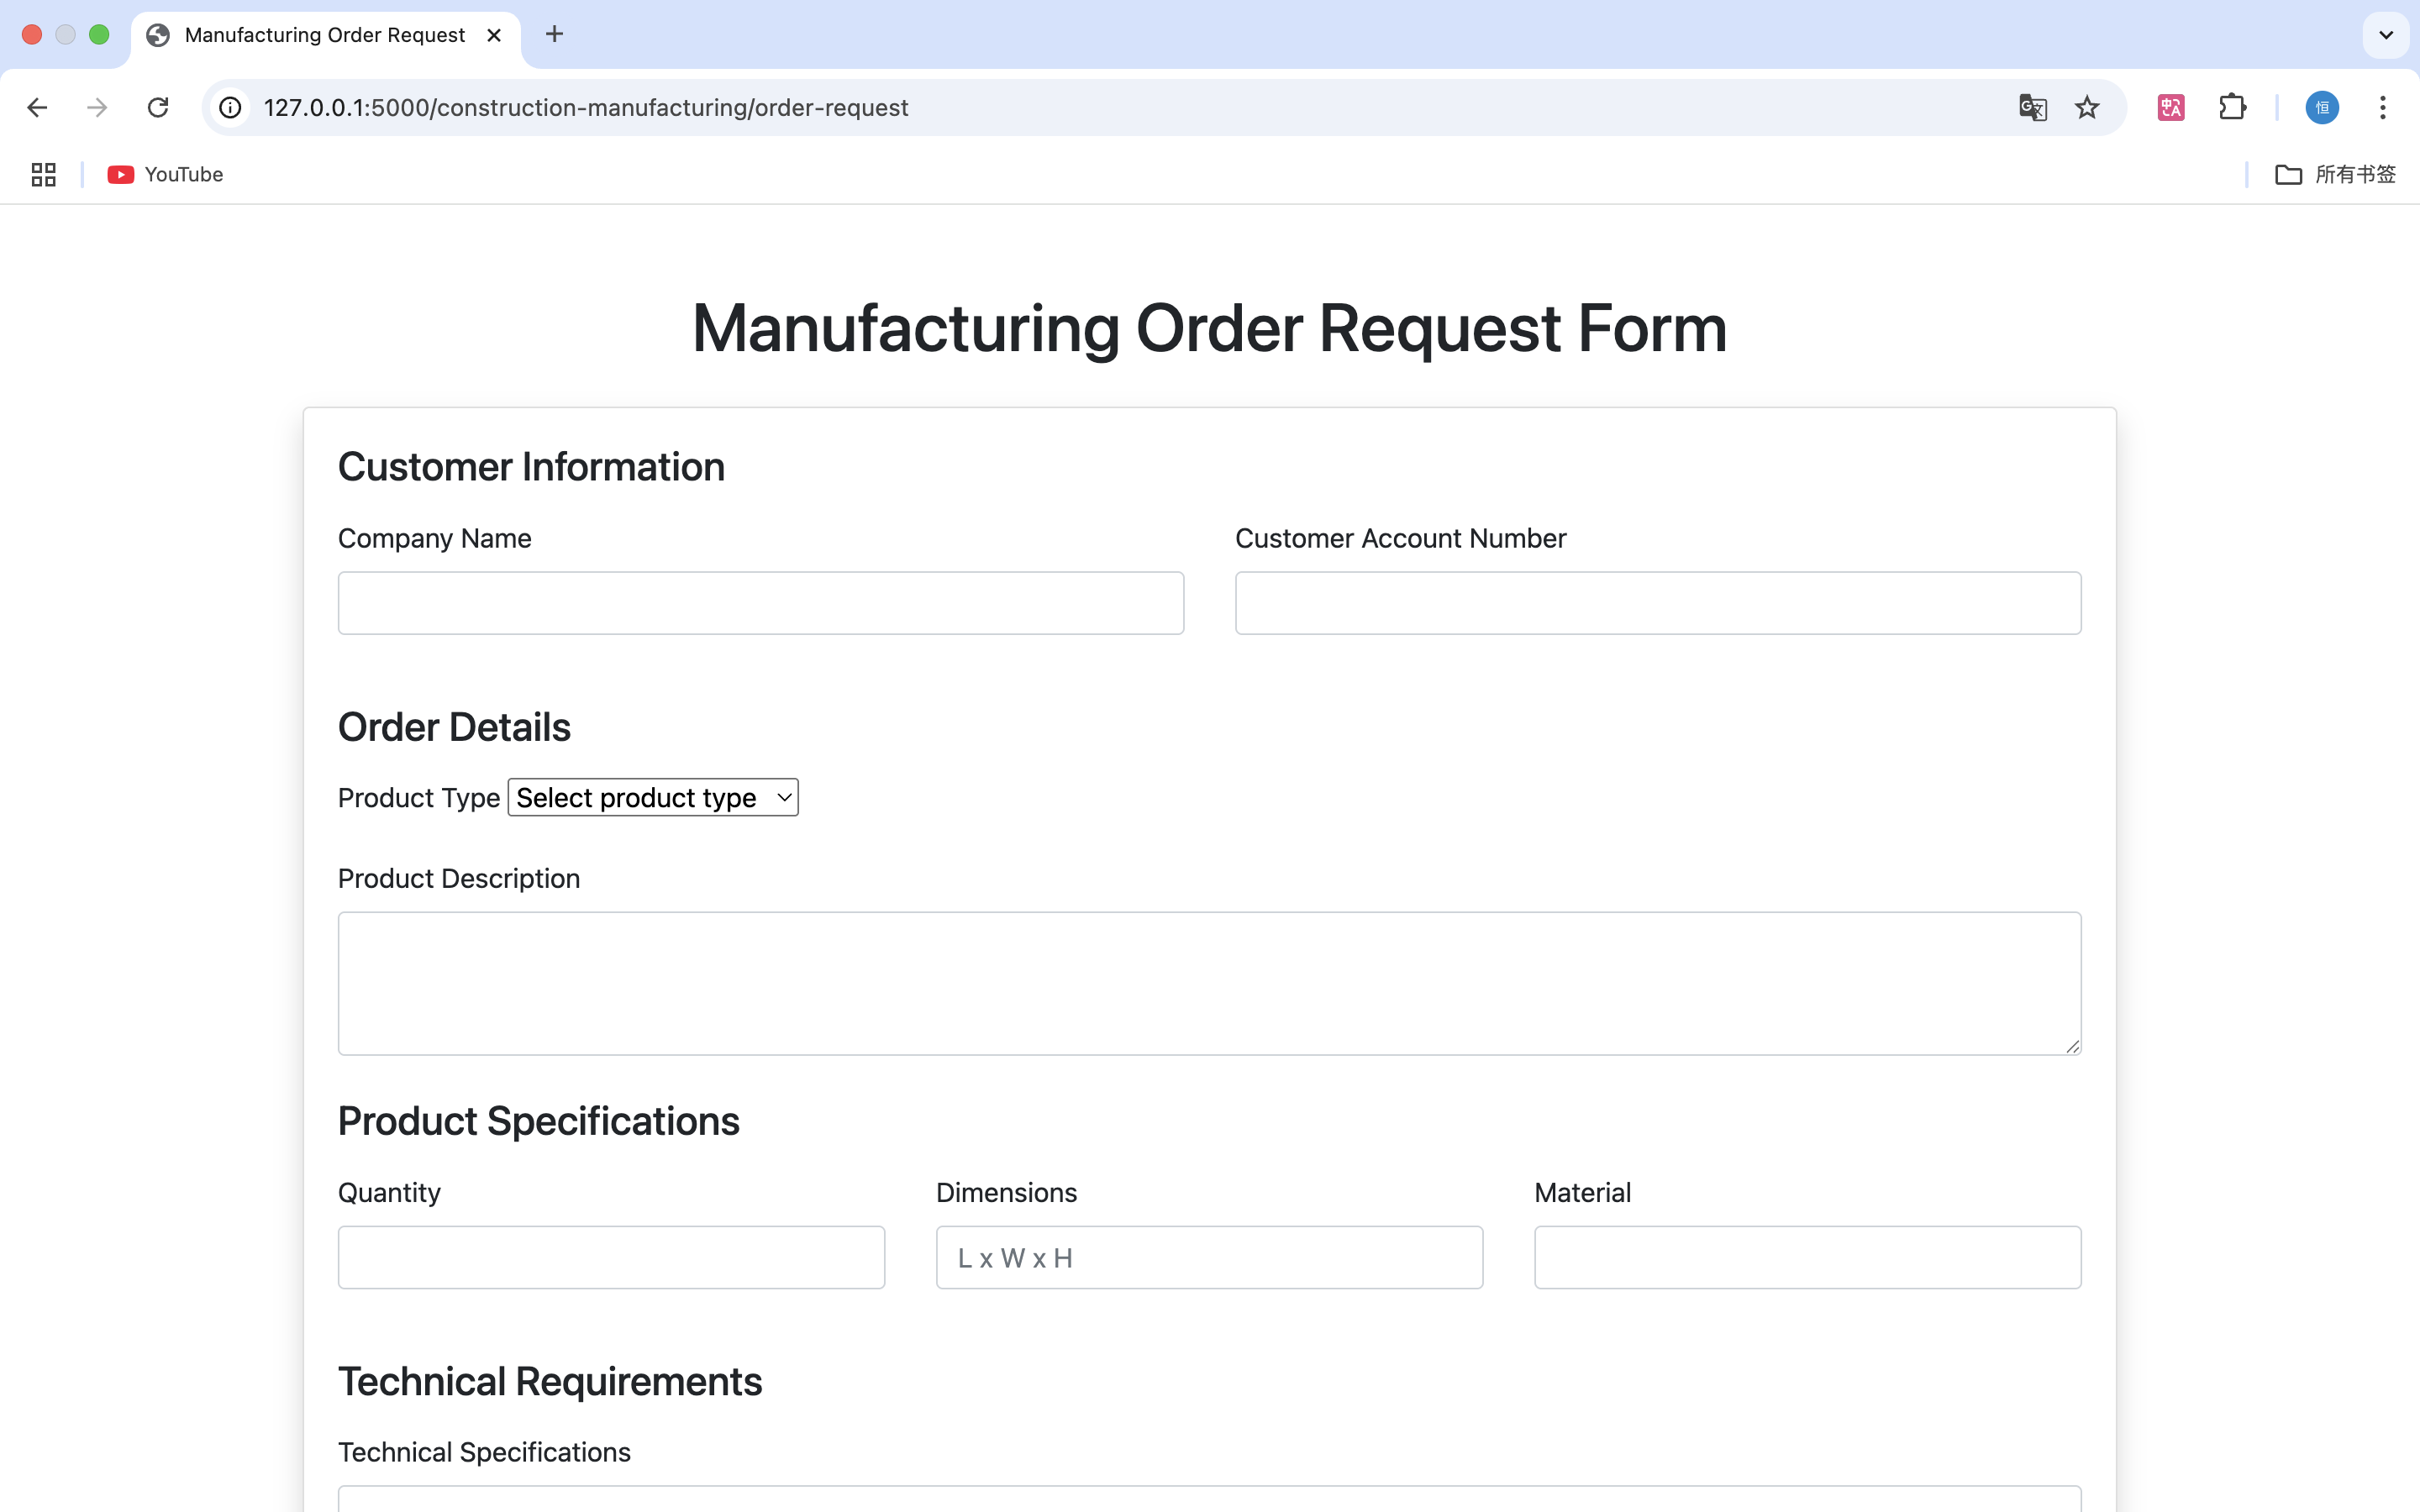 Manufacturing Order Request
127.0.0.1:5000/construction-manufacturing/order-request
恒
YouTube
所有书签
Manufacturing Order Request Form
Customer Information
Company Name
Customer Account Number
Order Details
Product Type Select product type
Product Description
Product Specifications
Quantity
Dimensions
Material
L x W x H
Technical Requirements
Technical Specifications